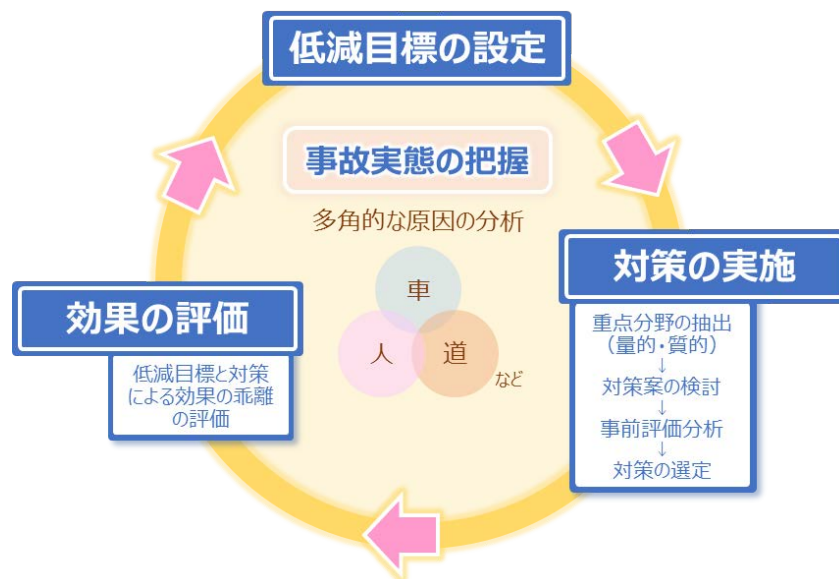 低減目標の設定
事故実態の把握
多角的な原因の分析
車
人
道
など
対策の実施
重点分野の抽出
（量的・質的）
↓
対策案の検討
↓
事前評価分析
↓
対策の選定
効果の評価
低減目標と対策
による効果の乖離
の評価